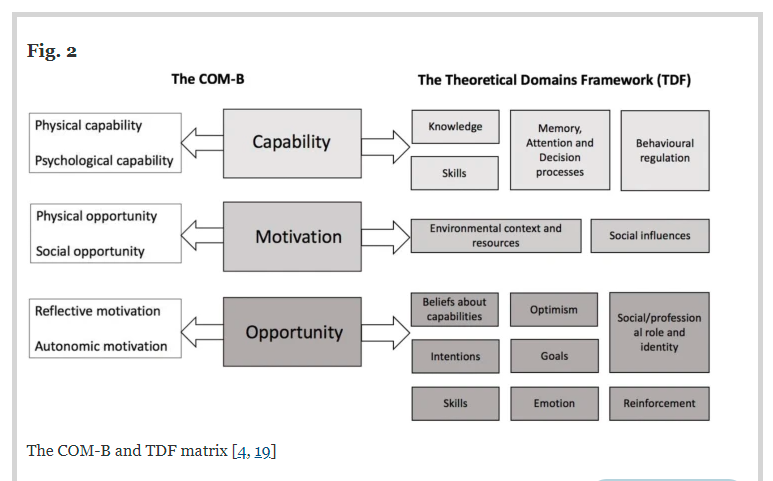 Fig. 2
The COM-B
The Theoretical Domains Framework (TDF)
Physical capability
Psychological capability
Capability
Knowledge
Skills
Memory,
Attention and
Decision
processes
Behavioural
regulation
Physical opportunity
Social opportunity
Motivation
Environmental context and
resources
Social influences
Reflective motivation
Autonomic motivation
Opportunity
Beliefs about
capabilities
Optimism
Social/profession
al role and
identity
Intentions
Goals
Skills
Emotion
Reinforcement
The COM-B and TDF matrix [4, 19]